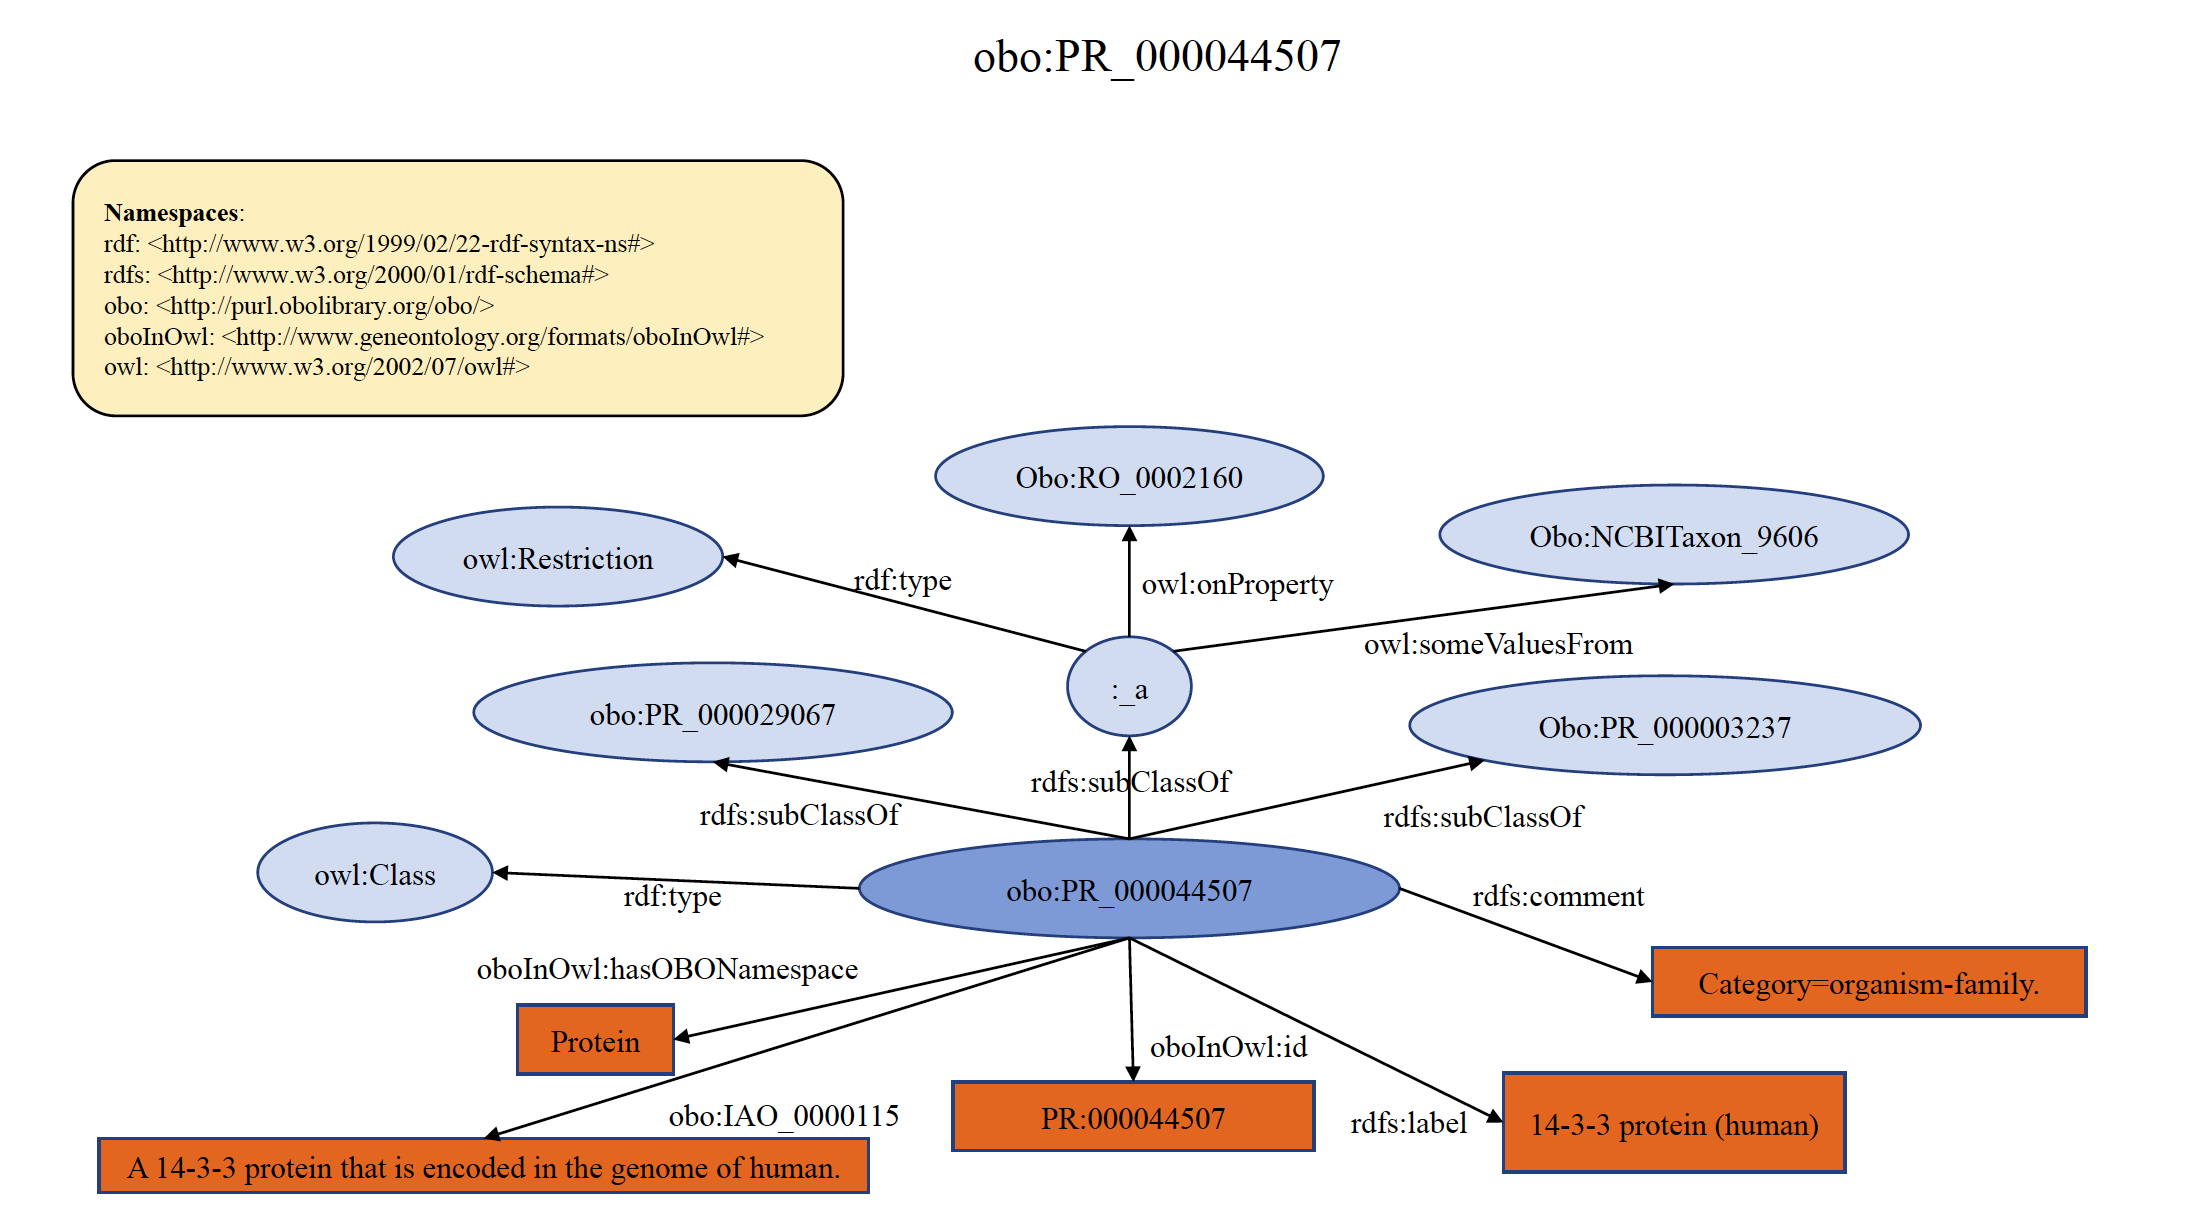 obo:PR_000044507
Namespaces:
rdf: <http://www.w3.org/1999/02/22-rdf-syntax-ns#>
rdfs: <http://www.w3.org/2000/01/rdf-schema#>
obo: <http://purl.obolibrary.org/obo/>
oboInOwl: <http://www.geneontology.org/formats/oboInOwl#>
owl: <http://www.w3.org/2002/07/owl#>
Obo:RO_0002160
Obo:NCBITaxon_9606
owl:Restriction
rdf:type
owl:onProperty
owl:someValuesFrom
:_a
obo:PR_000029067
Obo:PR_000003237
rdfs:subClassOf
rdfs:subClassOf
rdfs:subClassOf
owl:Class
rdf:type
obo:PR_000044507
rdfs:comment
oboInOwl:hasOBONamespace
Category=organism-family.
Protein
oboInOwl:id
obo:IAO_0000115
PR:000044507
rdfs:label
14-3-3 protein (human)
A 14-3-3 protein that is encoded in the genome of human.